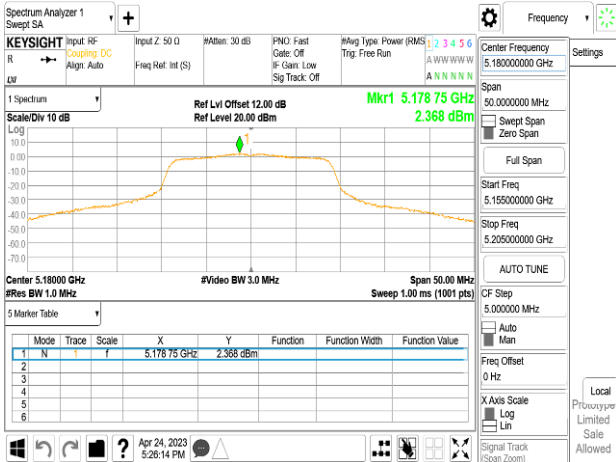 Spectrum Analyzer 1
Swept SA
+
Frequency
KEYSIGHT Input: RF Input Z: 50 Ω #Atten: 30 dB PNO: Fast #Avg Type: Power (RMS 1 2 3 4 5 6
R Coupling: DC Gate: Off Trig: Free Run A W W W W W
Align: Auto Freq Ref: Int (S) IF Gain: Low
Sig Track: Off A N N N N N
Center Frequency
5.180000000 GHz
Settings
Span
50.0000000 MHz
Swept Span
Zero Span
Full Span
Start Freq
5.155000000 GHz
Stop Freq
5.205000000 GHz
AUTO TUNE
CF Step
5.000000 MHz
Auto
Man
Freq Offset
0 Hz
X Axis Scale
Log
Lin
Signal Track
(Span Zoom)
Local
Prototype
Limited
Sale
Allowed
1 Spectrum
Ref Lvl Offset 12.00 dB Mkr1 5.178 75 GHz
Scale/Div 10 dB Ref Level 20.00 dBm 2.368 dBm
Log
10.0
0.00
-10.0
-20.0
-30.0
-40.0
-50.0
-60.0
-70.0
1
Center 5.18000 GHz #Video BW 3.0 MHz Span 50.00 MHz
#Res BW 1.0 MHz Sweep 1.00 ms (1001 pts)
5 Marker Table
Mode Trace Scale X Y Function Function Width Function Value
1 N 1 f 5.178 75 GHz 2.368 dBm
2
3
4
5
6
? Apr 24, 2023
5:26:14 PM